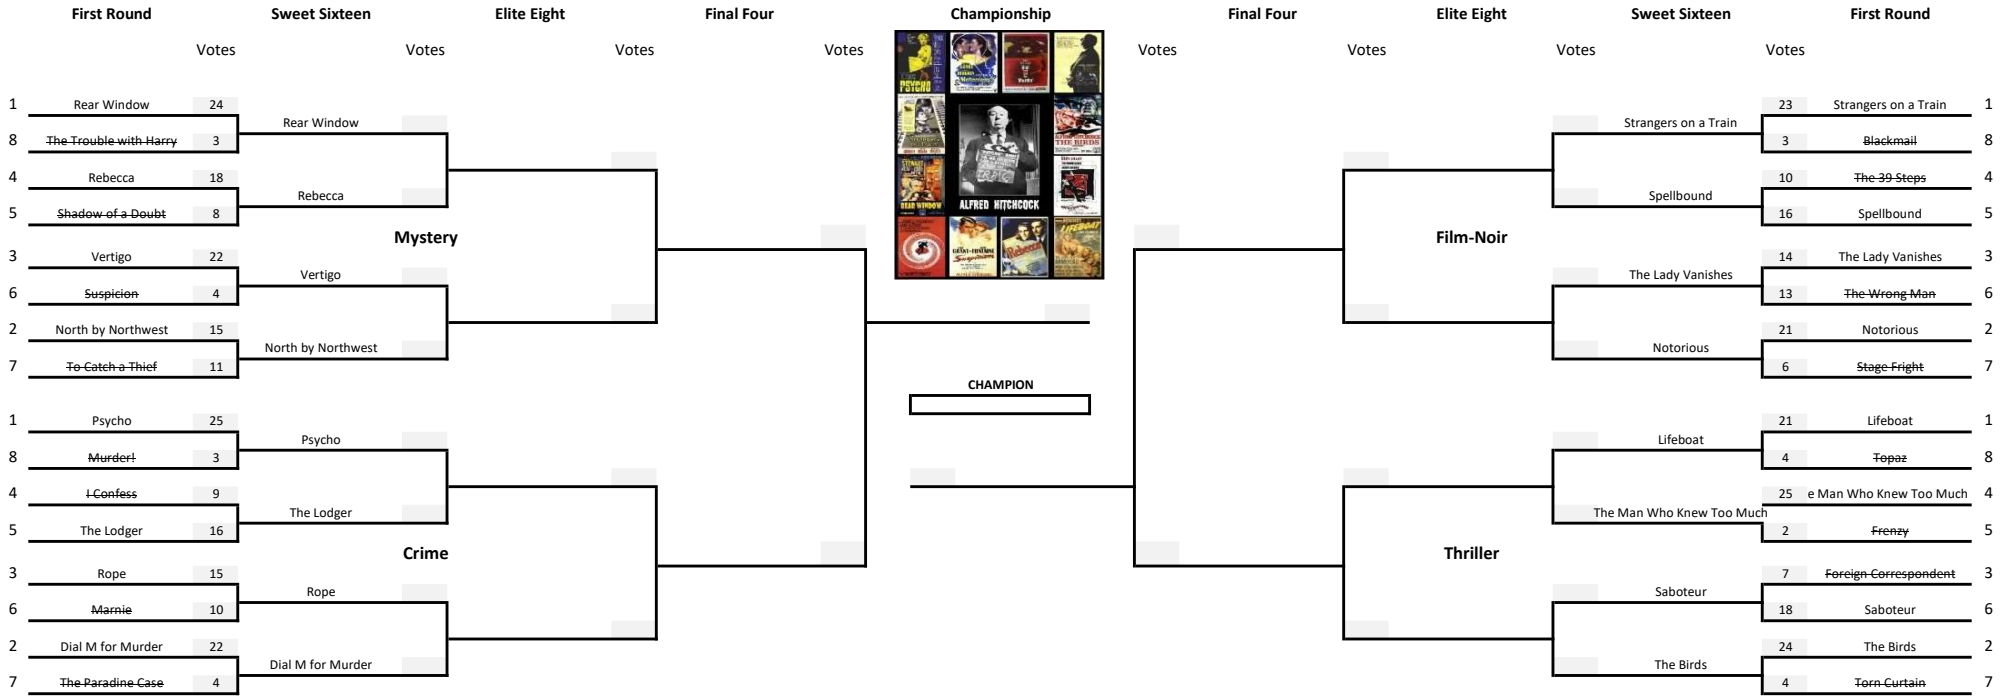 First Round Sweet Sixteen Elite Eight Final Four Championship Final Four Elite Eight Sweet Sixteen First Round
Votes Votes Votes Votes Votes Votes Votes Votes
1 Rear Window 24
8 The Trouble with Harry 3
4 Rebecca 18
5 Shadow of a Doubt 8
3 Vertigo 22
6 Suspicion 4
2 North by Northwest 15
7 To Catch a Thief 11
1 Psycho 25
8 Murder! 3
4 I Confess 9
5 The Lodger 16
3 Rope 15
6 Marnie 10
2 Dial M for Murder 22
7 The Paradine Case 4
Rear Window
Rebecca
Mystery
Vertigo
North by Northwest
Psycho
The Lodger
Crime
Rope
Dial M for Murder
PSYCHO
THE BIRDS
REAR WINDOW
ALFRED HITCHCOCK
Suspicion
Rebecca
LIFEBOAT
CHAMPION
Strangers on a Train
Spellbound
Film-Noir
The Lady Vanishes
Notorious
Lifeboat
The Man Who Knew Too Much
Thriller
Saboteur
The Birds
23 Strangers on a Train 1
3 Blackmail 8
10 The 39 Steps 4
16 Spellbound 5
14 The Lady Vanishes 3
13 The Wrong Man 6
21 Notorious 2
6 Stage Fright 7
21 Lifeboat 1
4 Topaz 8
25 e Man Who Knew Too Much 4
2 Frenzy 5
7 Foreign Correspondent 3
18 Saboteur 6
24 The Birds 2
4 Torn Curtain 7